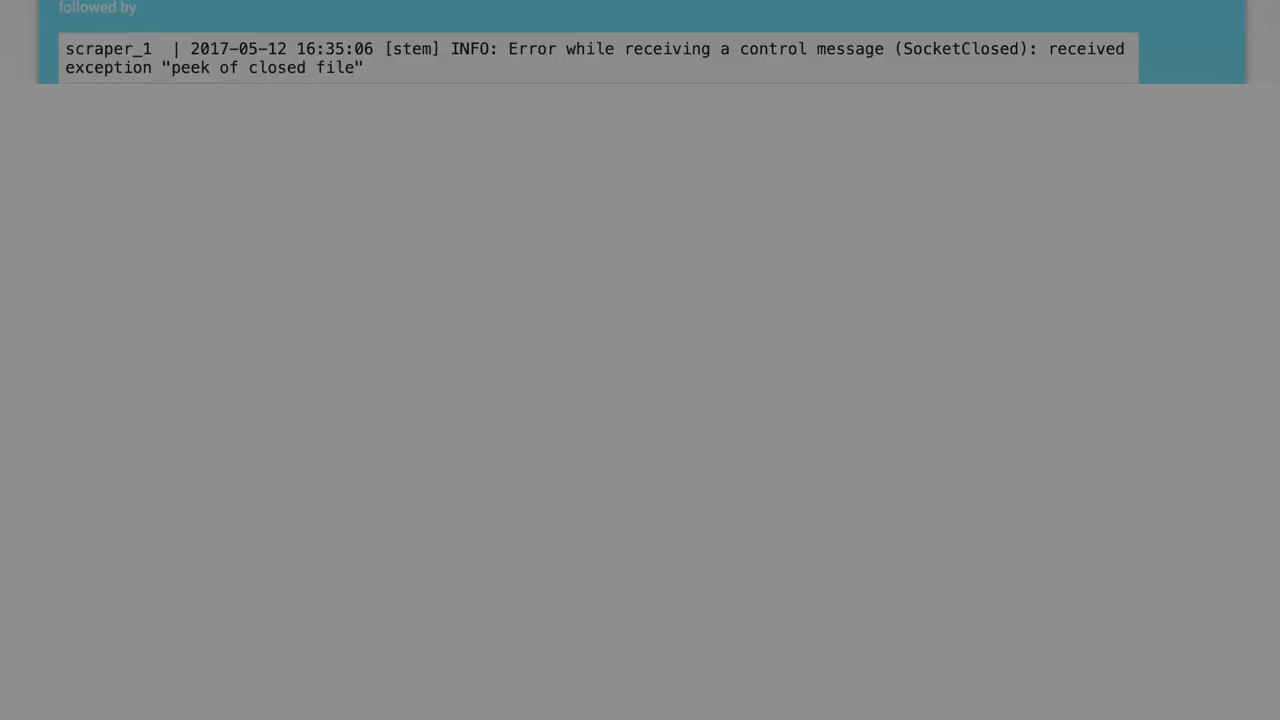 followed by
scraper_1  | 2017-05-12 16:35:06 [stem] INFO: Error while receiving a control message (SocketClosed): received
exception "peek of closed file"